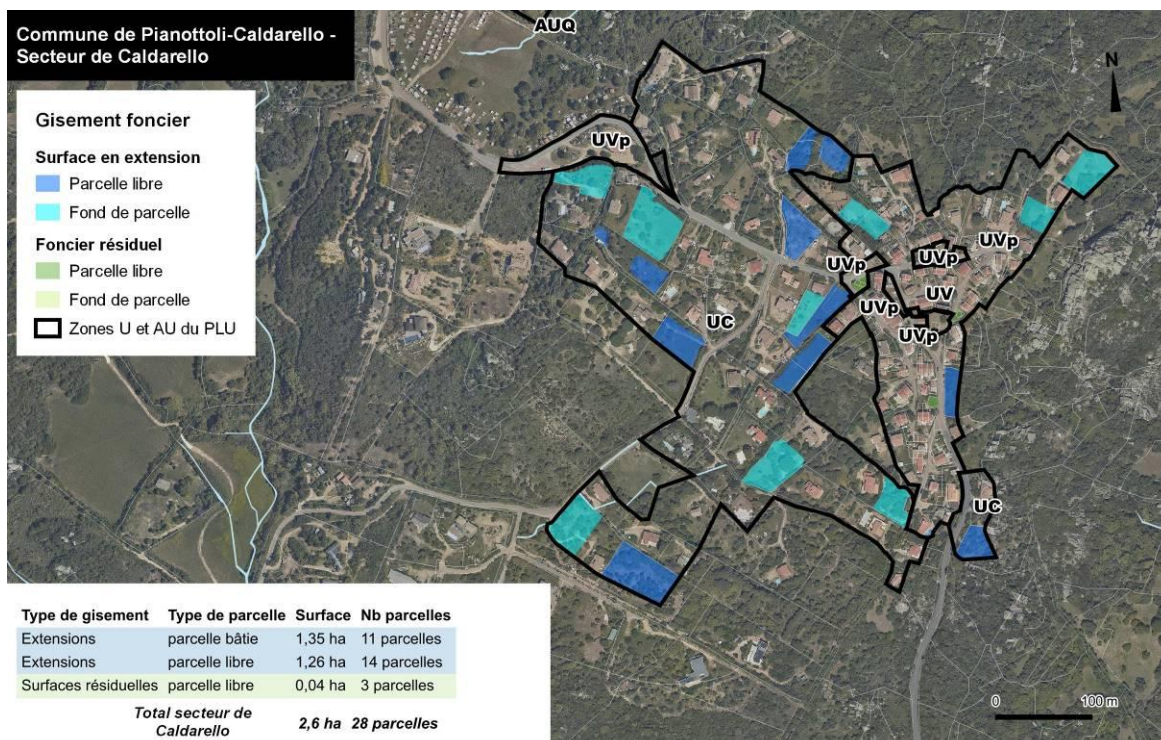 Commune de Pianottoli-Caldarello -
Secteur de Caldarello
Gisement foncier
Surface en extension
Parcelle libre
Fond de parcelle
Foncier résiduel
Parcelle libre
Fond de parcelle
Zones U et AU du PLU
AUQ
N
UVp
UVp
UVp
UVp
UV
UVp
UVp
UC
UC
0 100 m
Type de gisement Type de parcelle Surface Nb parcelles
Extensions parcelle bâtie 1,35 ha 11 parcelles
Extensions parcelle libre 1,26 ha 14 parcelles
Surfaces résiduelles parcelle libre 0,04 ha 3 parcelles
Total secteur de
Caldarello 2,6 ha 28 parcelles